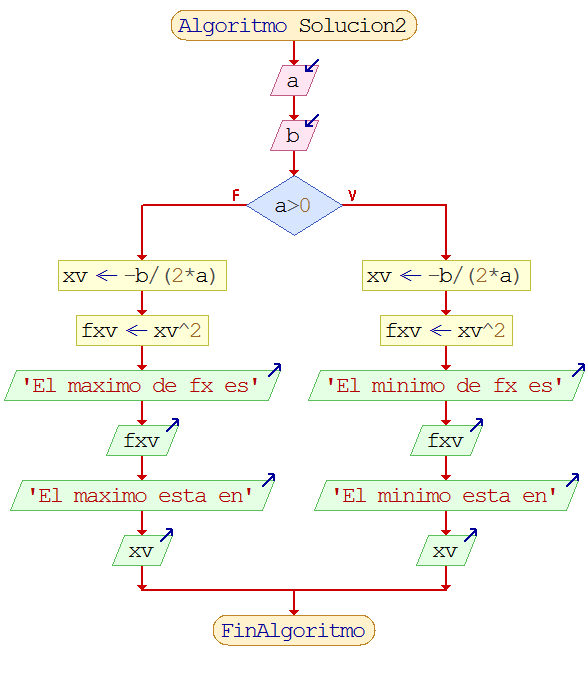 Algoritmo Solucion2
a
b
a>0
F
V
xv ← -b/(2*a)
fxv ← xv^2
'El maximo de fx es'
fxv
'El maximo esta en'
xv
xv ← -b/(2*a)
fxv ← xv^2
'El minimo de fx es'
fxv
'El minimo esta en'
xv
FinAlgoritmo